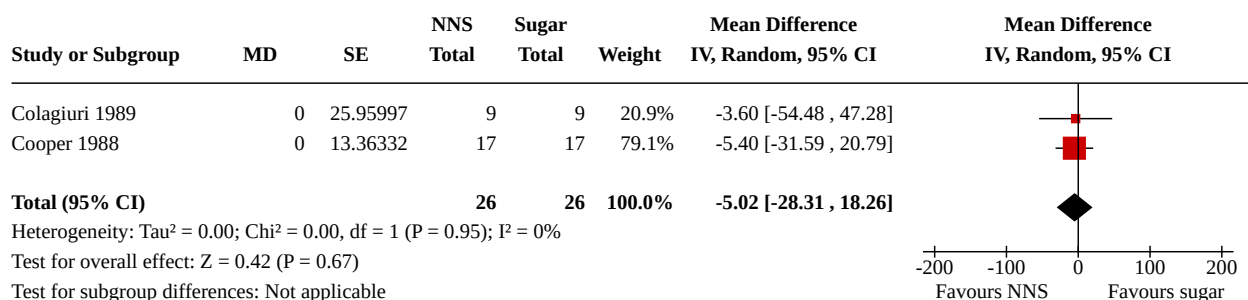 NNS Sugar Mean Difference Mean Difference
Study or Subgroup MD SE Total Total Weight IV, Random, 95% CI IV, Random, 95% CI
Colagiuri 1989 0 25.95997 9 9 20.9% -3.60 [-54.48 , 47.28]
Cooper 1988 0 13.36332 17 17 79.1% -5.40 [-31.59 , 20.79]
Total (95% CI) 26 26 100.0% -5.02 [-28.31 , 18.26]
Heterogeneity: Tau² = 0.00; Chi² = 0.00, df = 1 (P = 0.95); I² = 0%
Test for overall effect: Z = 0.42 (P = 0.67)
-200 -100 0 100 200
Test for subgroup differences: Not applicable
Favours NNS Favours sugar